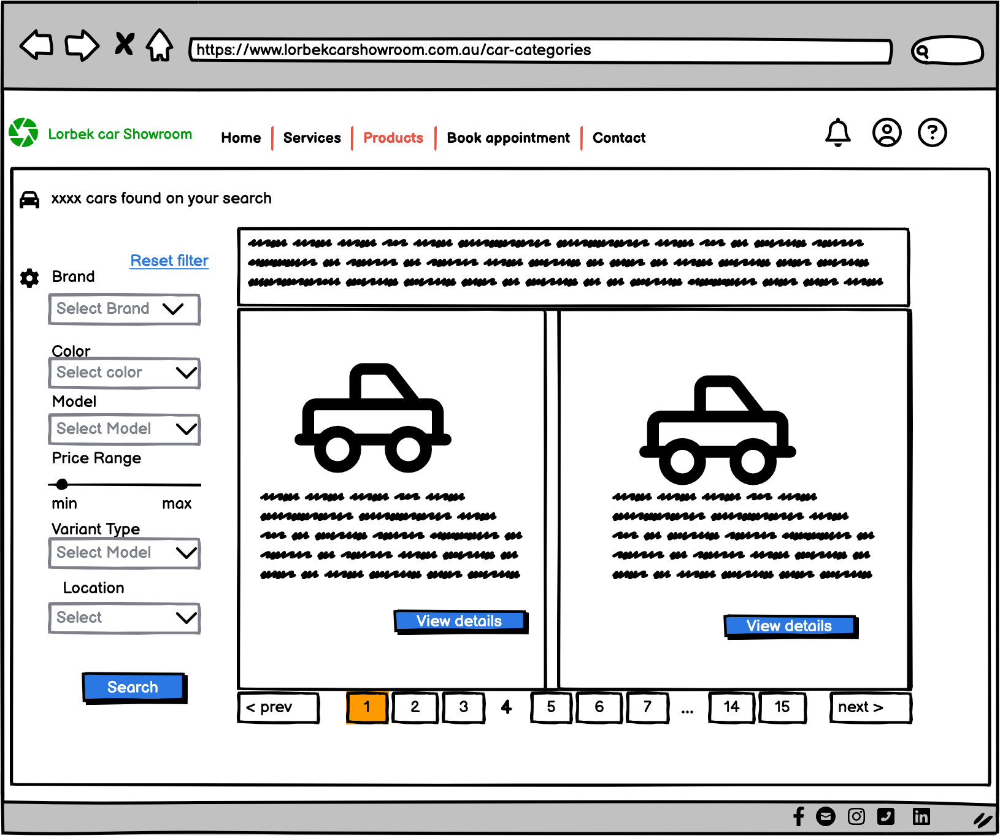 https://www.lorbekcarshowroom.com.au/car-categories
Lorbek car Showroom
Home
Services
Products
Book appointment
Contact
xxxx cars found on your search
Reset filter
Brand
Select Brand
Color
Select color
Model
Select Model
Price Range
min max
Variant Type
Select Model
Location
Select
Search
View details
View details
< prev 1 2 3 4 5 6 7 ... 14 15 next >